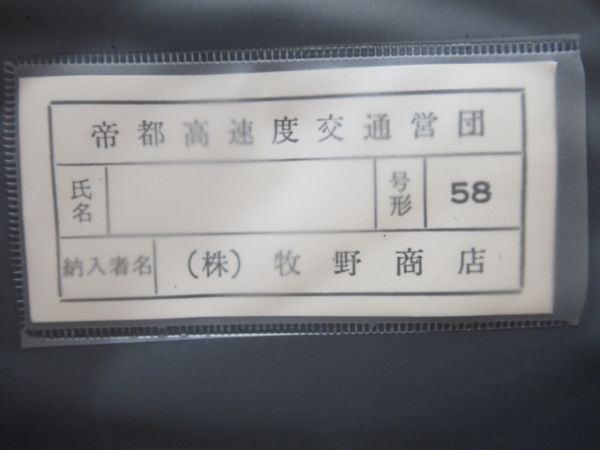 帝都高速度交通営団
氏名 号形 58
納入者名 (株) 牧野商店